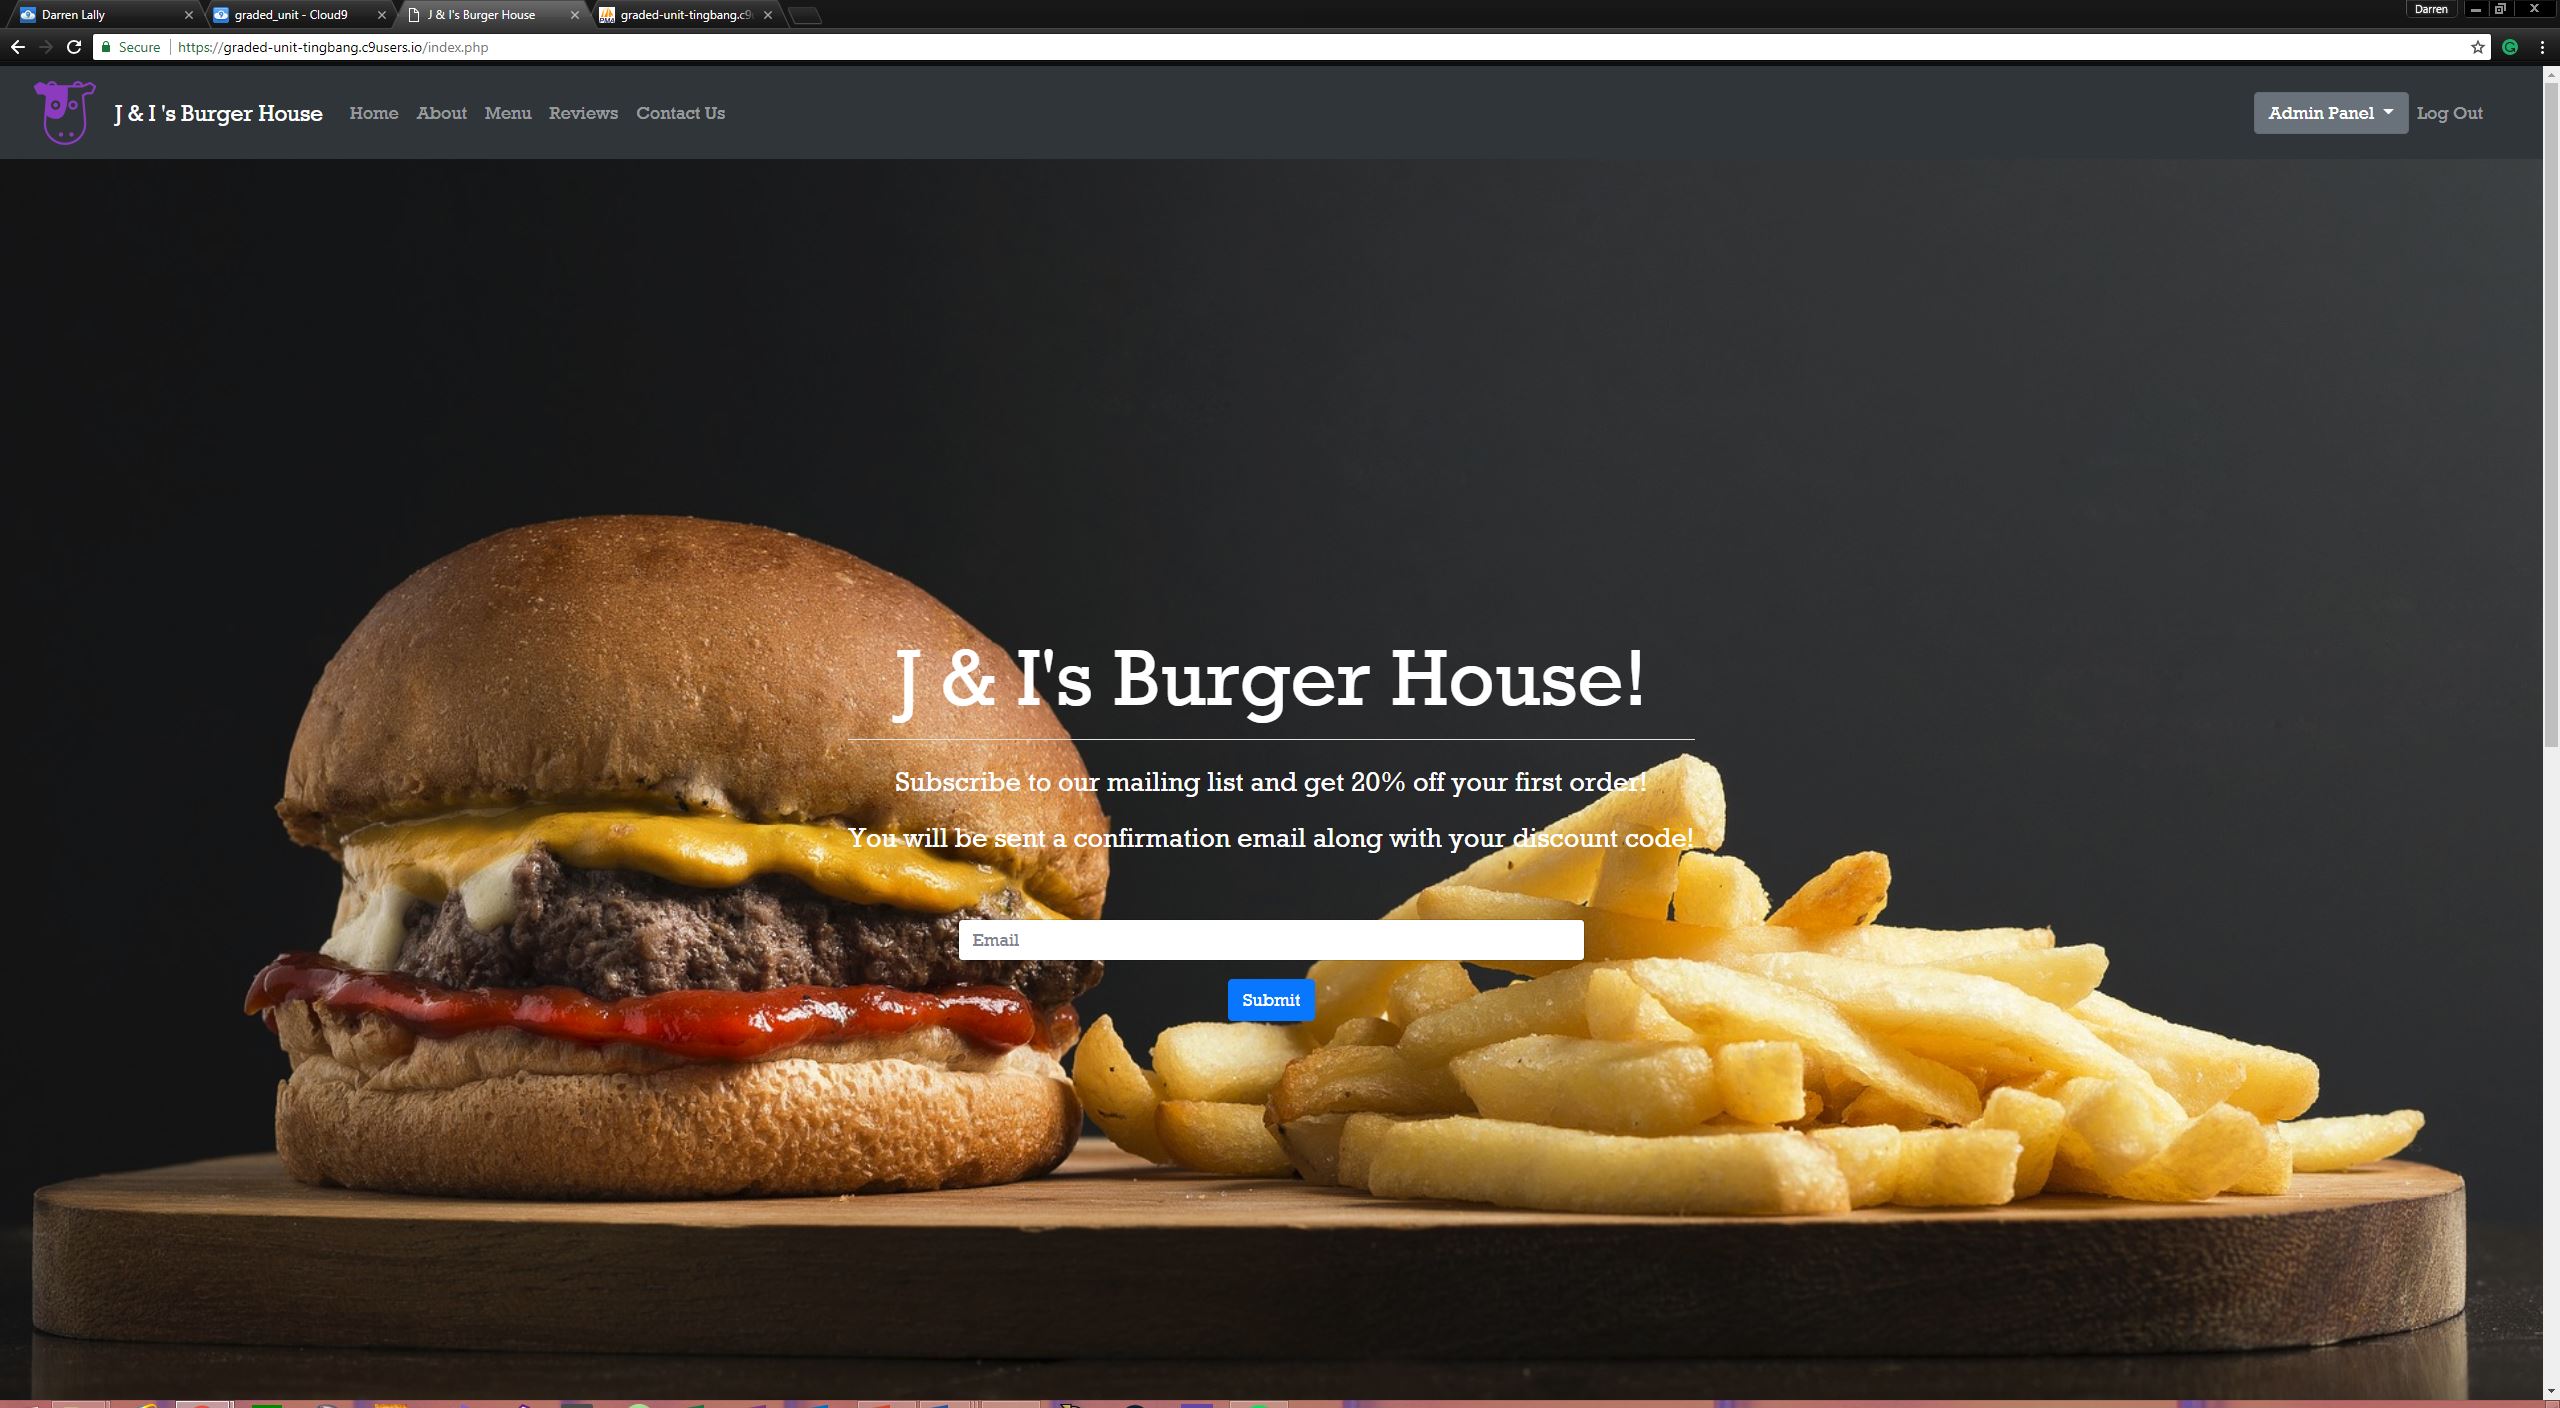 Darren Lally
graded_unit - Cloud9
J & I's Burger House
graded-unit-tingbang.c9
Darren
Secure
https://graded-unit-tingbang.c9users.io/index.php
J & I 's Burger House
Home
About
Menu
Reviews
Contact Us
Admin Panel
Log Out
J & I's Burger House!
Subscribe to our mailing list and get 20% off your first order!
You will be sent a confirmation email along with your discount code!
Email
Submit